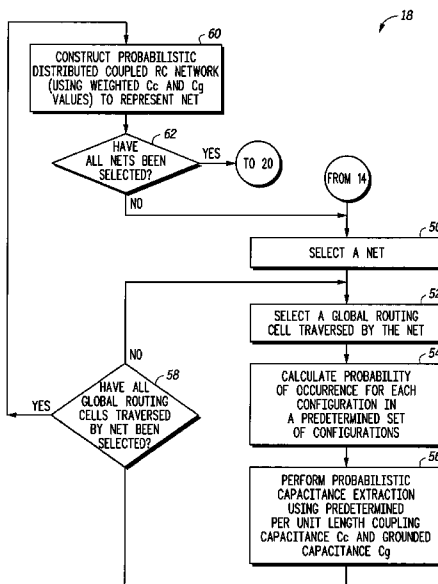 18
60
CONSTRUCT PROBABILISTIC
DISTRIBUTED COUPLED RC NETWORK
(USING WEIGHTED Cc AND Cg
VALUES) TO REPRESENT NET
62
HAVE
ALL NETS BEEN
SELECTED?
YES
TO 20
FROM 14
NO
SELECT A NET
52
SELECT A GLOBAL ROUTING
CELL TRAVERSED BY THE NET
NO
58
54
HAVE ALL
GLOBAL ROUTING
CELLS TRAVERSED
BY NET BEEN
SELECTED?
YES
CALCULATE PROBABILITY
OF OCCURRENCE FOR EACH
CONFIGURATION IN
A PREDETERMINED SET
OF CONFIGURATIONS
PERFORM PROBABILISTIC
CAPACITANCE EXTRACTION
USING PREDETERMINED
PER UNIT LENGTH COUPLING
CAPACITANCE Cc AND GROUNDED
CAPACITANCE Cg